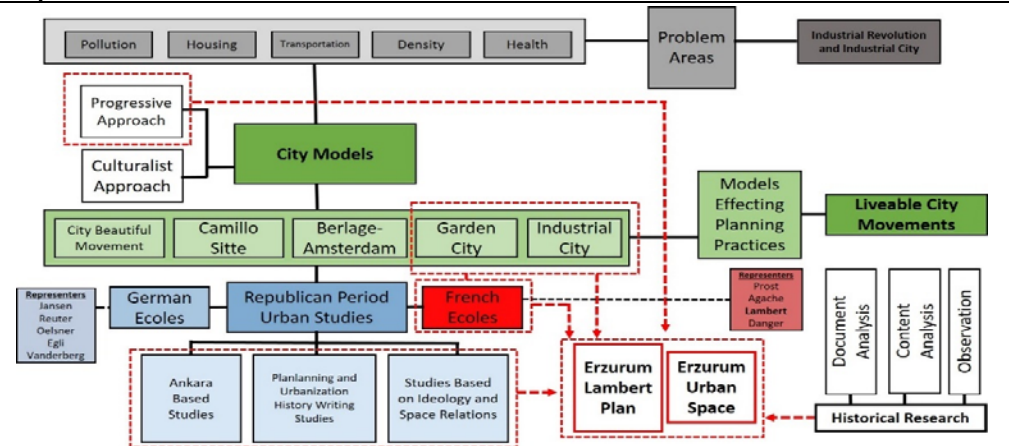 Pollution
Housing
Transportation
Density
Health
Problem
Areas
Industrial Revolution
and Industrial City
Progressive
Approach
Culturalist
Approach
City Models
City Beautiful
Movement
Camillo
Sitte
Berlage-
Amsterdam
Garden
City
Industrial
City
Models
Effecting
Planning
Practices
Liveable City
Movements
Representers
Jansen
Reuter
Oelsner
Egli
Vanderberg
German
Ecoles
Republican Period
Urban Studies
French
Ecoles
Representers
Prost
Agache
Lambert
Danger
Document
Analysis
Content
Analysis
Observation
Ankara
Based
Studies
Planlanning and
Urbanization
History Writing
Studies
Studies Based
on Ideology and
Space Relations
Erzurum
Lambert
Plan
Erzurum
Urban
Space
Historical Research